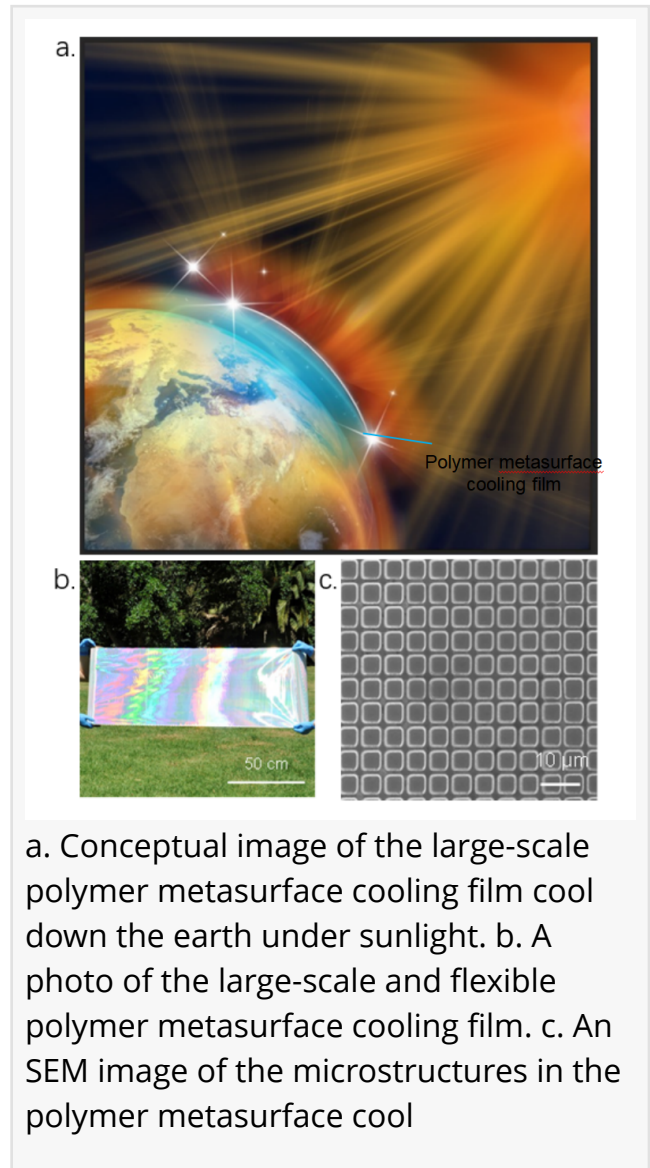 a.
Polymer metasurface
cooling film
b.
c.
50 cm
10 µm
a. Conceptual image of the large-scale
polymer metasurface cooling film cool
down the earth under sunlight. b. A
photo of the large-scale and flexible
polymer metasurface cooling film. c. An
SEM image of the microstructures in the
polymer metasurface cool